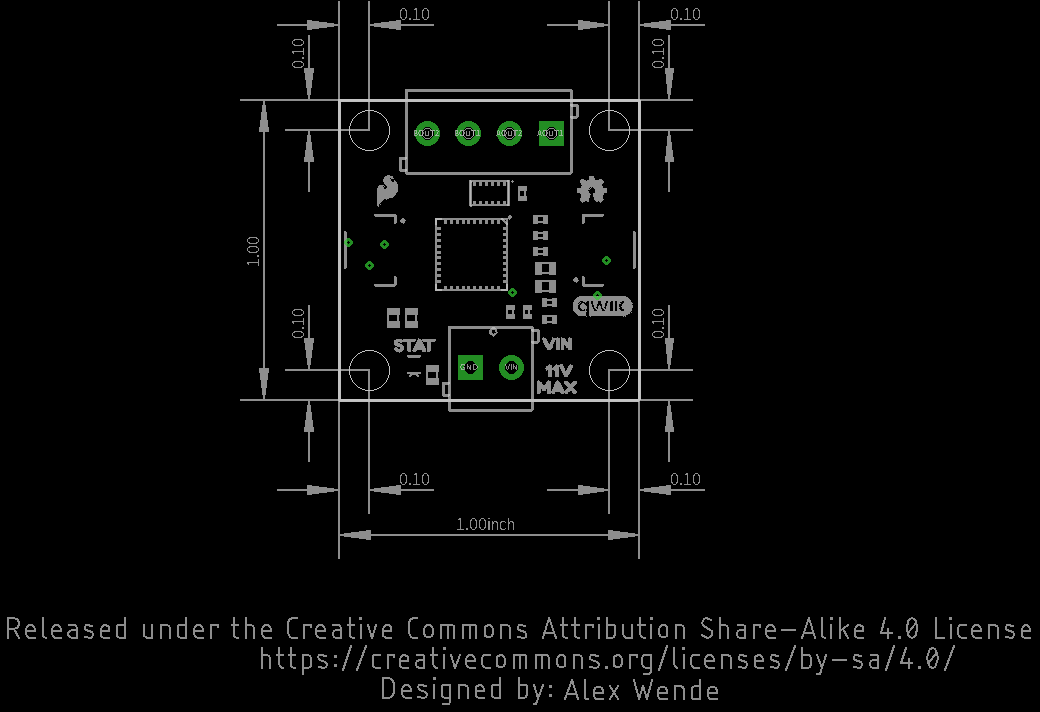 0.10
0.10
0.10
0.10
BOUT2 BOUT1 AOUT2 AOUT1
1.00
qwiic
0.10
0.10
STAT
VIN
GND VIN
11V
MAX
0.10
0.10
1.00inch
Released under the Creative Commons Attribution Share-Alike 4.0 License
https://creativecommons.org/licenses/by-sa/4.0/
Designed by: Alex Wende